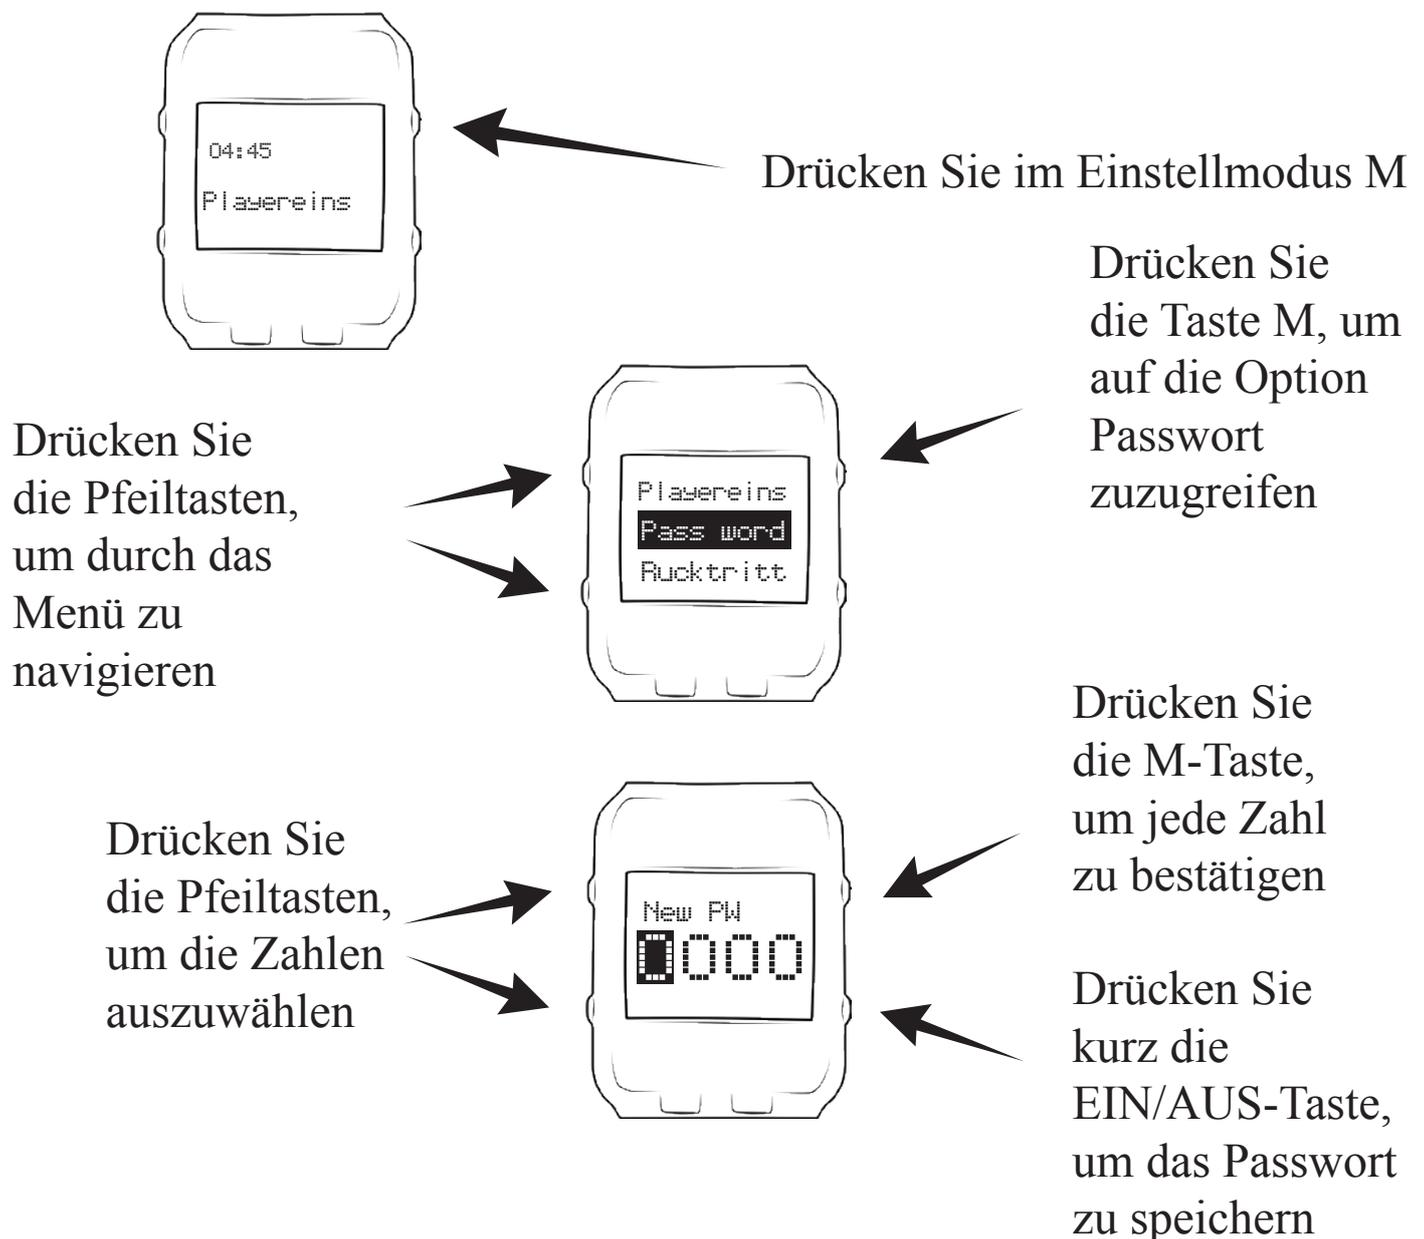 04:45
Playereins
Drücken Sie im Einstellmodus M
Drücken Sie
die Taste M, um
auf die Option
Passwort
zuzugreifen
Drücken Sie
die Pfeiltasten,
um durch das
Menü zu
navigieren
Playereins
Pass word
Rucktritt
Drücken Sie
die M-Taste,
um jede Zahl
zu bestätigen
Drücken Sie
die Pfeiltasten,
um die Zahlen
auszuwählen
New PW
0000
Drücken Sie
kurz die
EIN/AUS-Taste,
um das Passwort
zu speichern